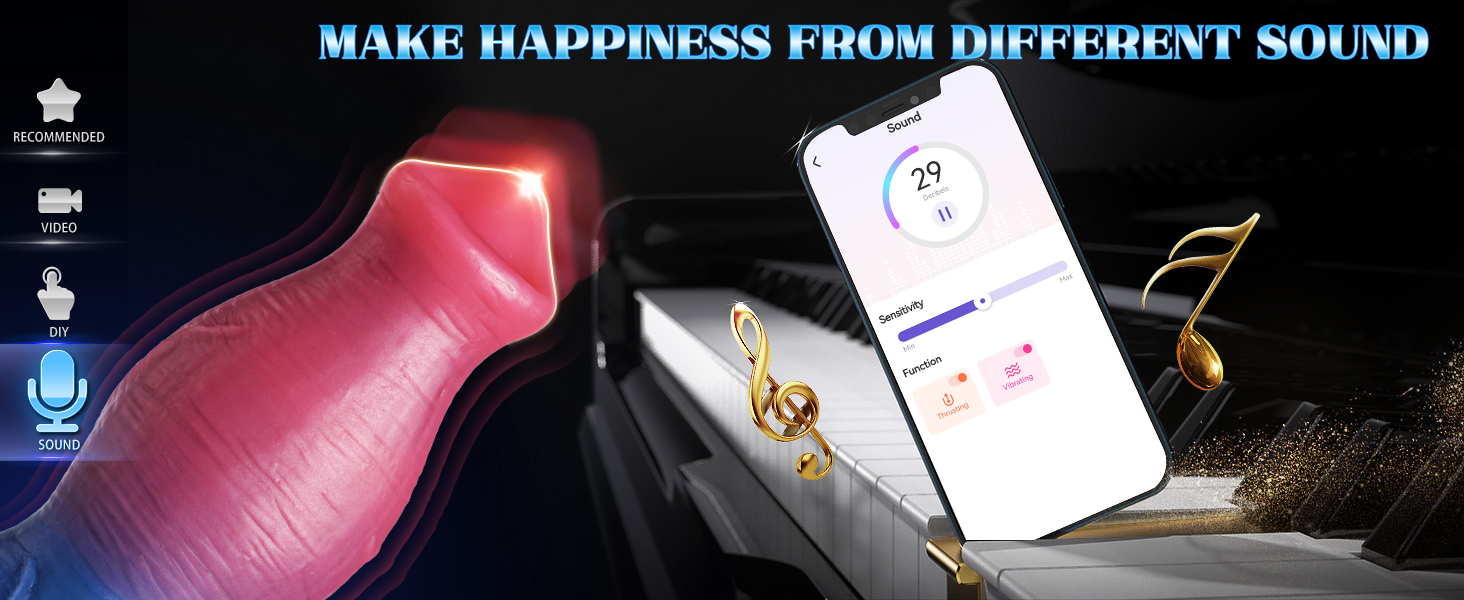 MAKE HAPPINESS FROM DIFFERENT SOUND
RECOMMENDED
VIDEO
DIY
SOUND
Sound
29
Decibels
Sensitivity
Min
Max
Function
Thrusting
Vibrating